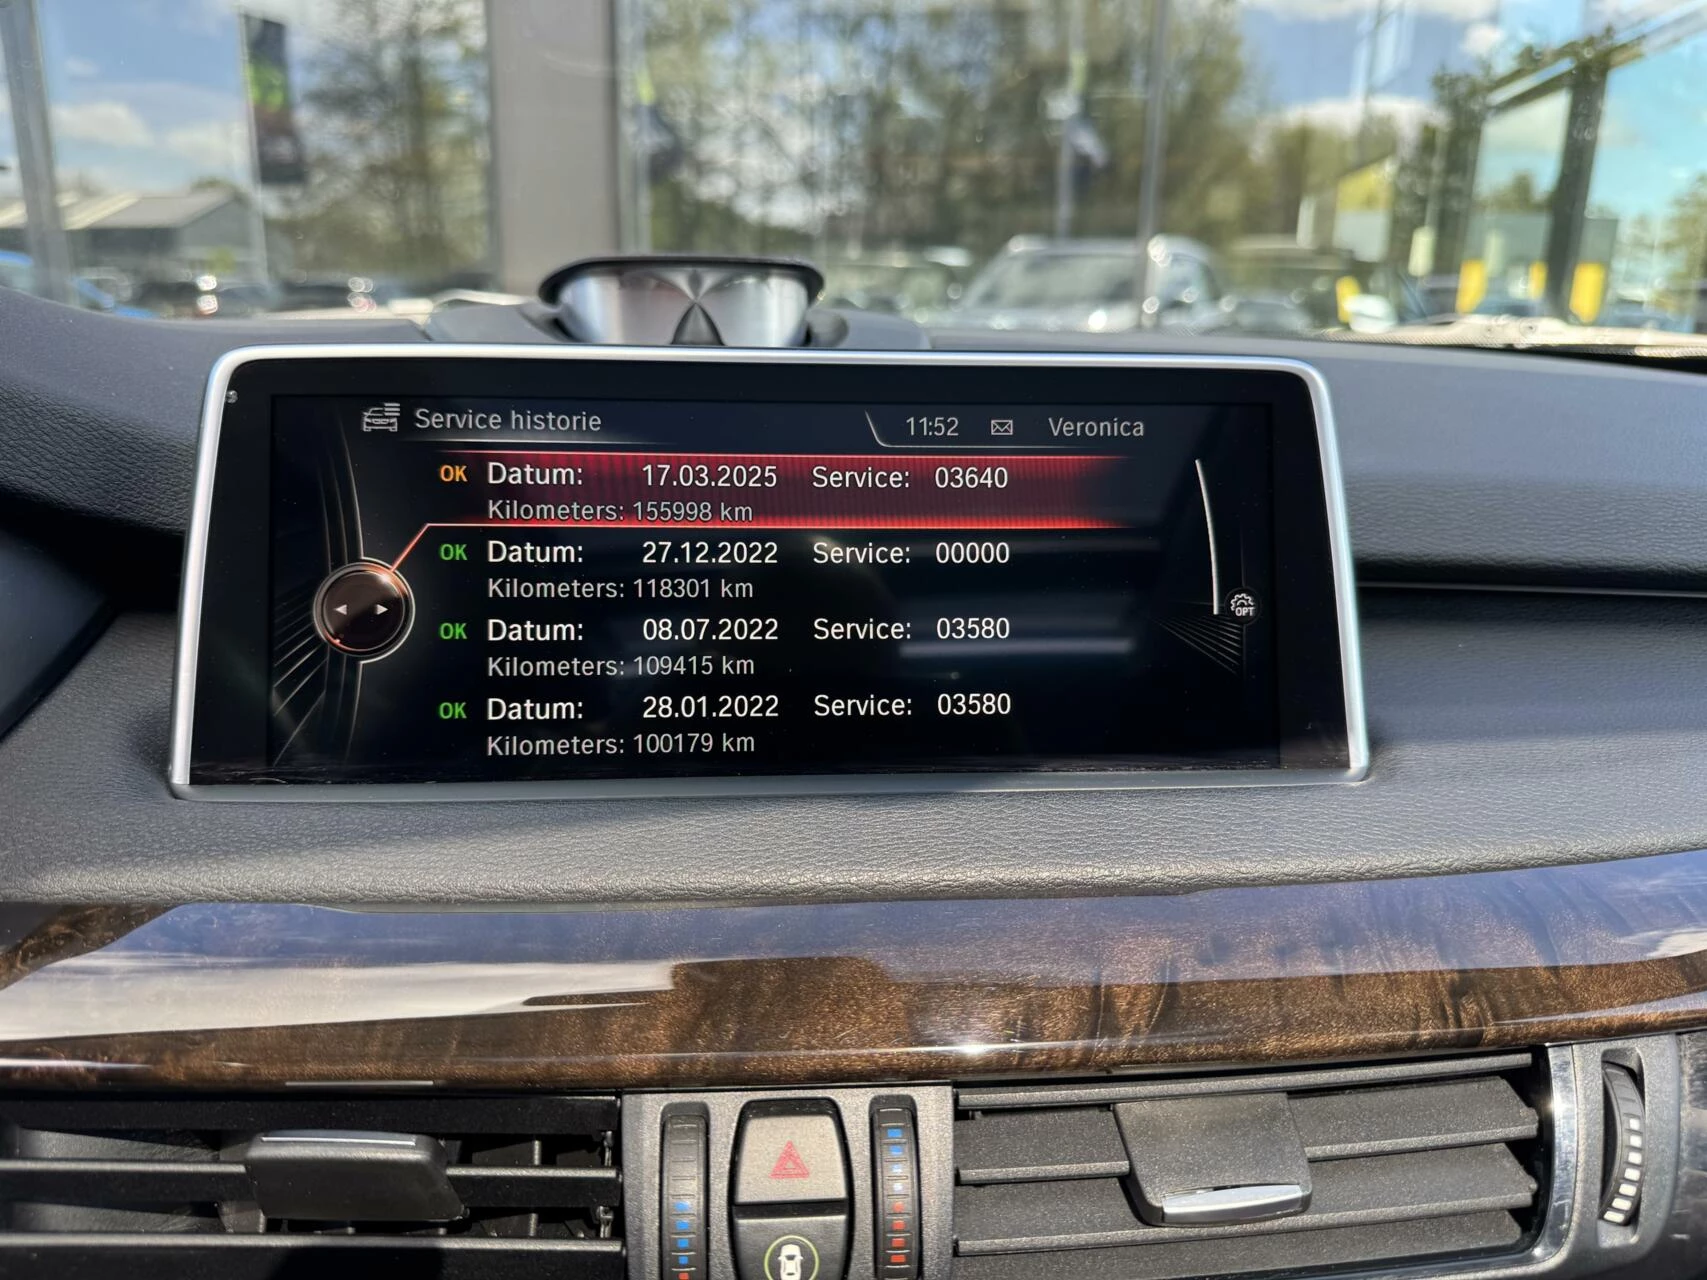 Service historie
11:52 Veronica
OK Datum: 17.03.2025 Service: 03640
Kilometers: 155998 km
OK Datum: 27.12.2022 Service: 00000
Kilometers: 118301 km
OK Datum: 08.07.2022 Service: 03580
Kilometers: 109415 km
OK Datum: 28.01.2022 Service: 03580
Kilometers: 100179 km
OPT